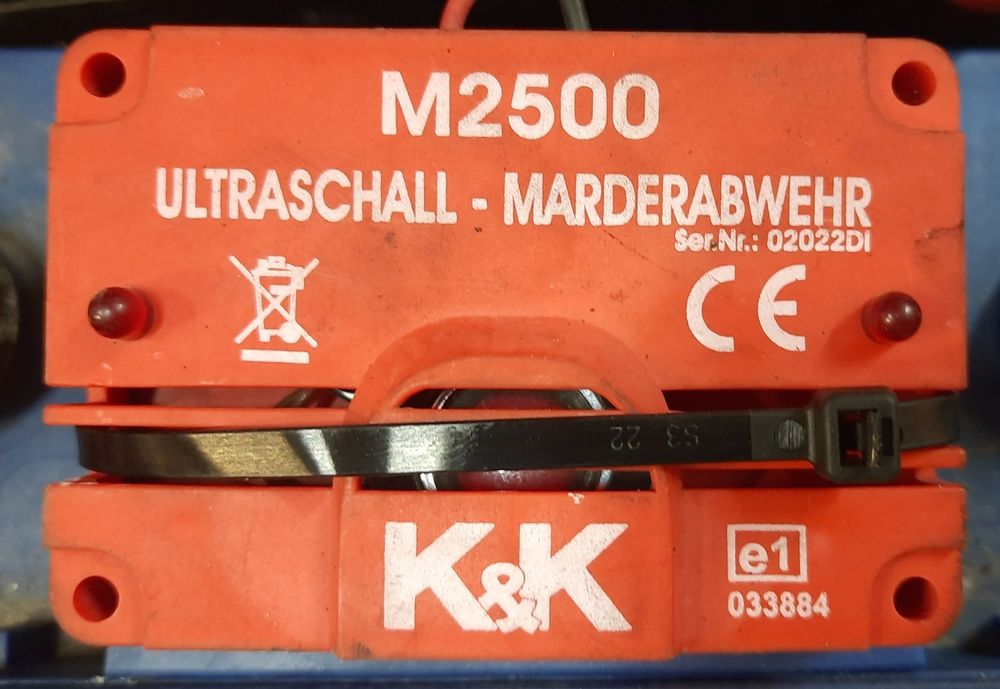 M2500
ULTRASCHALL - MARDERABWEHR
Ser.Nr.: 02022DI
CE
53 22
K&K
e1
033884